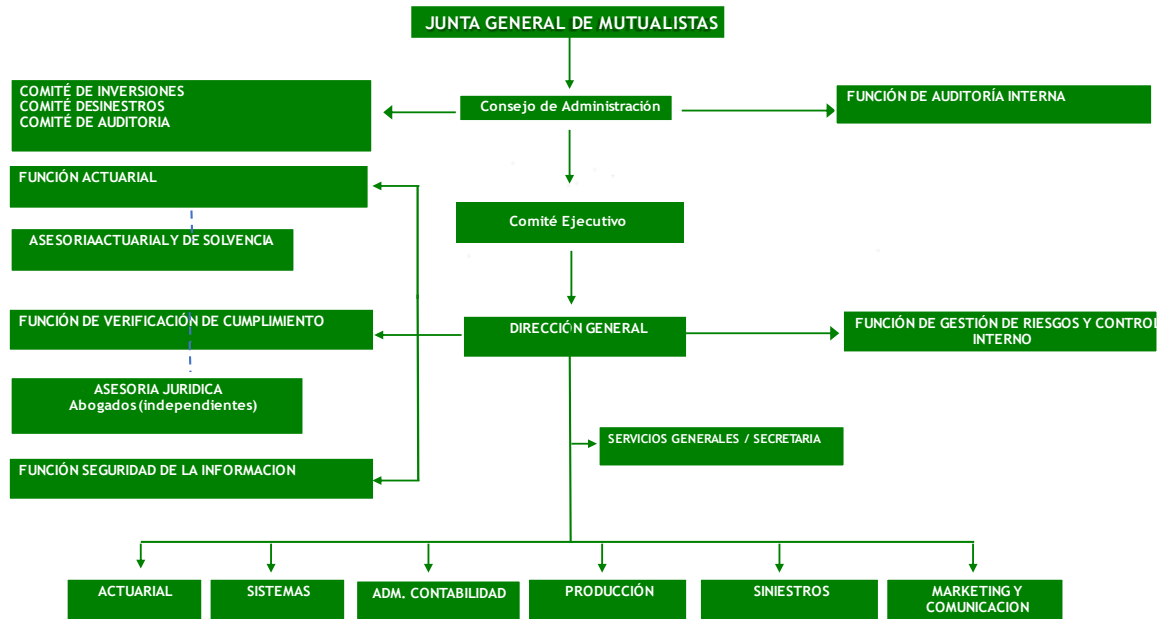 JUNTA GENERAL DE MUTUALISTAS
COMITÉ DE INVERSIONES
COMITÉ DESINESTROS
COMITÉ DE AUDITORIA
Consejo de Administración
FUNCIÓN DE AUDITORÍA INTERNA
FUNCIÓN ACTUARIAL
Comité Ejecutivo
ASESORIAACTUARIALY DE SOLVENCIA
FUNCIÓN DE VERIFICACIÓN DE CUMPLIMIENTO
DIRECCIÓN GENERAL
FUNCIÓN DE GESTIÓN DE RIESGOS Y CONTROL
INTERNO
ASESORIA JURIDICA
Abogados(independientes)
SERVICIOS GENERALES / SECRETARIA
FUNCIÓN SEGURIDAD DE LA INFORMACION
ACTUARIAL
SISTEMAS
ADM. CONTABILIDAD
PRODUCCIÓN
SINIESTROS
MARKETING Y
COMUNICACION